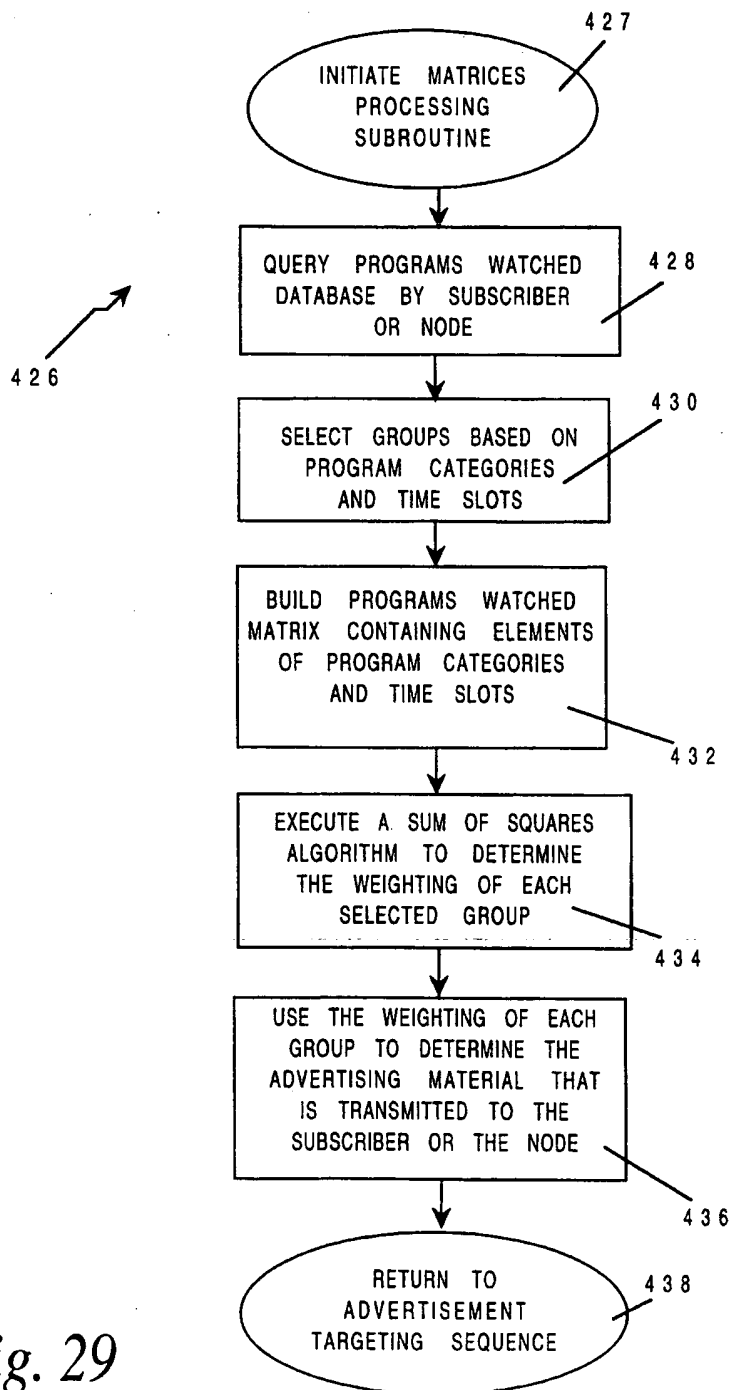 427
INITIATE MATRICES
PROCESSING
SUBROUTINE
426
QUERY PROGRAMS WATCHED
DATABASE BY SUBSCRIBER
OR NODE
428
SELECT GROUPS BASED ON
PROGRAM CATEGORIES
AND TIME SLOTS
430
BUILD PROGRAMS WATCHED
MATRIX CONTAINING ELEMENTS
OF PROGRAM CATEGORIES
AND TIME SLOTS
432
EXECUTE A SUM OF SQUARES
ALGORITHM TO DETERMINE
THE WEIGHTING OF EACH
SELECTED GROUP
434
USE THE WEIGHTING OF EACH
GROUP TO DETERMINE THE
ADVERTISING MATERIAL THAT
IS TRANSMITTED TO THE
SUBSCRIBER OR THE NODE
436
RETURN TO
ADVERTISEMENT
TARGETING SEQUENCE
438
ig. 29